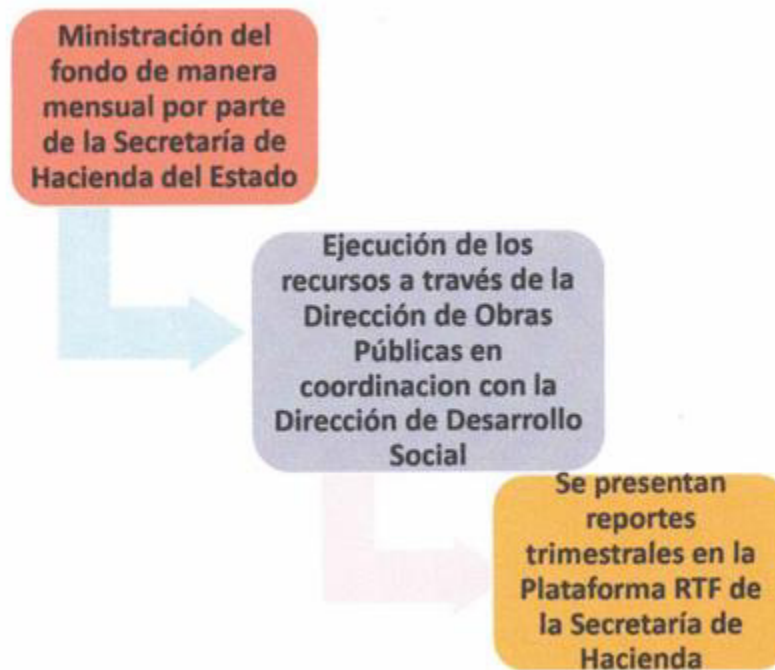 Ministración del
fondo de manera
mensual por parte
de la Secretaría de
Hacienda del Estado
Ejecución de los
recursos a través de la
Dirección de Obras
Públicas en
coordinacion con la
Dirección de Desarrollo
Social
Se presentan
reportes
trimestrales en la
Plataforma RTF de
la Secretaría de
Hacienda